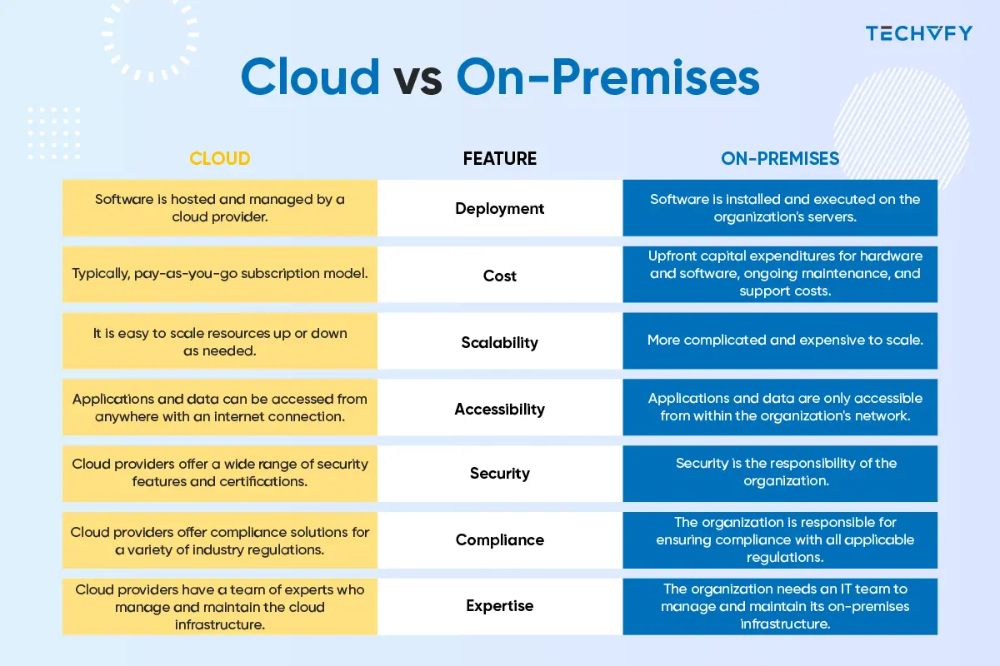 TECHVFY
Cloud vs On-Premises
CLOUD
FEATURE
ON-PREMISES
Software is hosted and managed by a
cloud provider.
Deployment
Software is installed and executed on the
organization's servers.
Typically, pay-as-you-go subscription model.
Cost
Upfront capital expenditures for hardware
and software, ongoing maintenance, and
support costs.
It is easy to scale resources up or down
as needed.
Scalability
More complicated and expensive to scale.
Applications and data can be accessed from
anywhere with an internet connection.
Accessibility
Applications and data are only accessible
from within the organization's network.
Cloud providers offer a wide range of security
features and certifications.
Security
Security is the responsibility of the
organization.
Cloud providers offer compliance solutions for
a variety of industry regulations.
Compliance
The organization is responsible for
ensuring compliance with all applicable
regulations.
Cloud providers have a team of experts who
manage and maintain the cloud
infrastructure.
Expertise
The organization needs an IT team to
manage and maintain its on-premises
infrastructure.